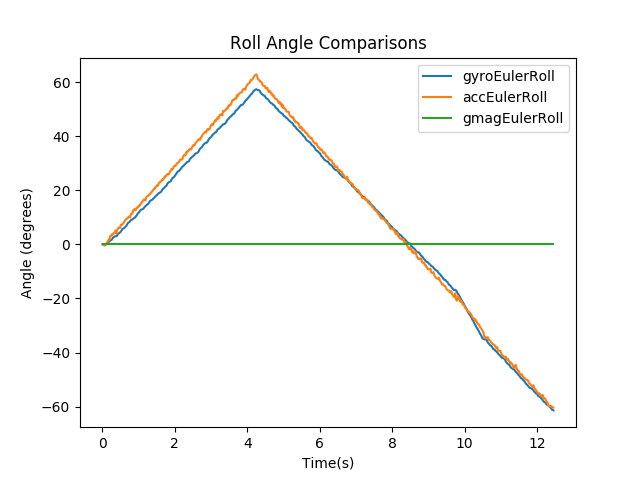 Roll Angle Comparisons
gyroEulerRoll
accEulerRoll
gmagEulerRoll
Angle (degrees)
60
40
20
0
−20
−40
−60
0 2 4 6 8 10 12
Time(s)